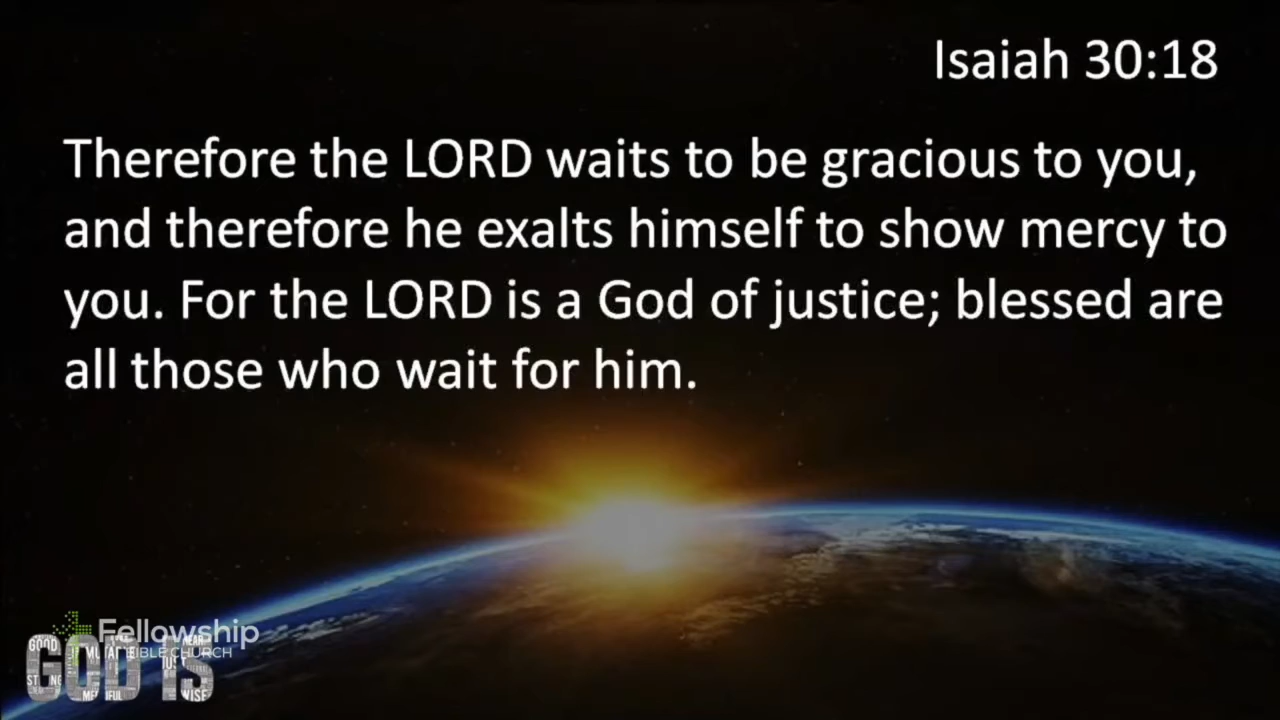 Isaiah 30:18
Therefore the LORD waits to be gracious to you,
and therefore he exalts himself to show mercy to
you. For the LORD is a God of justice; blessed are
all those who wait for him.
Fellowship
BIBLE CHURCH
GOD IS
GOOD
WISE